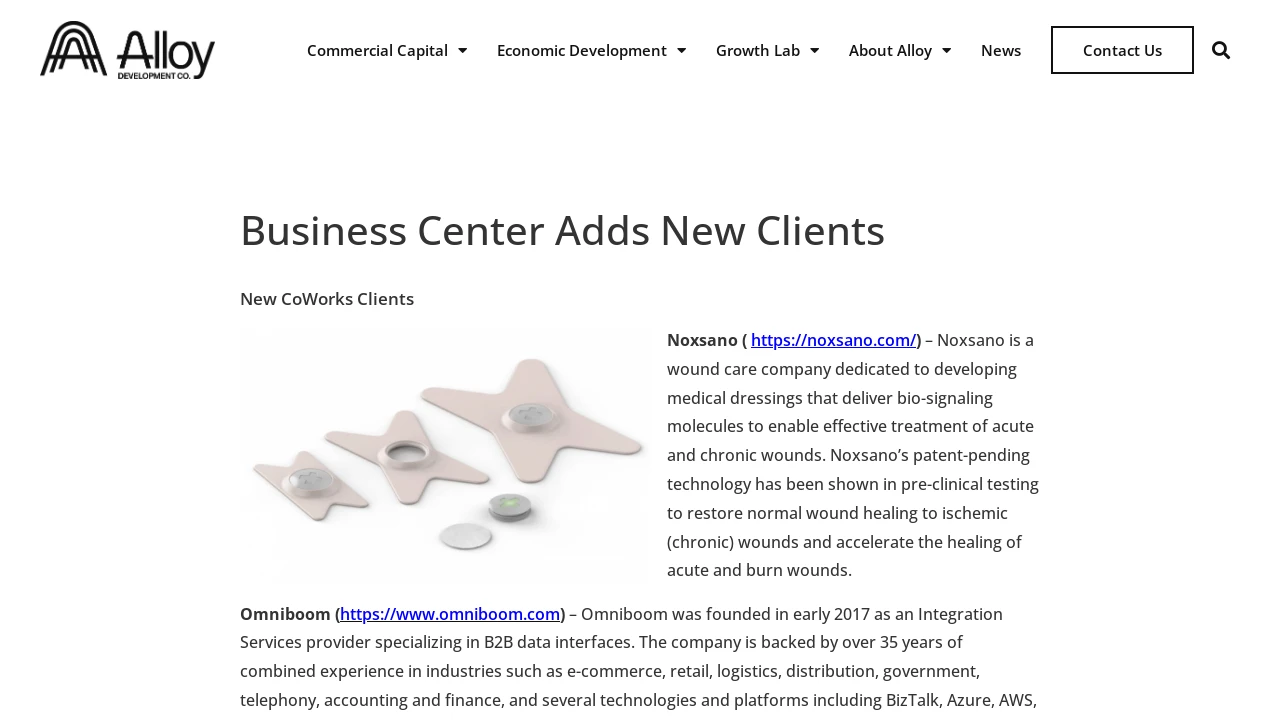 Alloy
DEVELOPMENT CO.
Commercial Capital
Economic Development
Growth Lab
About Alloy
News
Contact Us
Business Center Adds New Clients
New CoWorks Clients
Noxsano ( https://noxsano.com/) – Noxsano is a
wound care company dedicated to developing
medical dressings that deliver bio-signaling
molecules to enable effective treatment of acute
and chronic wounds. Noxsano’s patent-pending
technology has been shown in pre-clinical testing
to restore normal wound healing to ischemic
(chronic) wounds and accelerate the healing of
acute and burn wounds.
Omniboom (https://www.omniboom.com) – Omniboom was founded in early 2017 as an Integration
Services provider specializing in B2B data interfaces. The company is backed by over 35 years of
combined experience in industries such as e-commerce, retail, logistics, distribution, government,
telephony, accounting and finance, and several technologies and platforms including BizTalk, Azure, AWS,